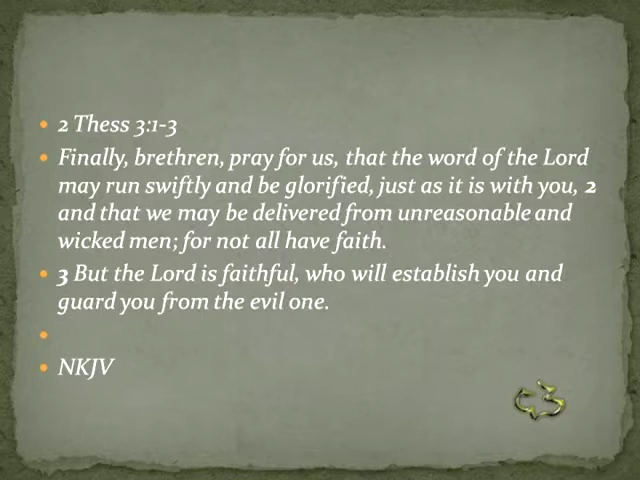 2 Thess 3:1-3
Finally, brethren, pray for us, that the word of the Lord
may run swiftly and be glorified, just as it is with you, 2
and that we may be delivered from unreasonable and
wicked men; for not all have faith.
3 But the Lord is faithful, who will establish you and
guard you from the evil one.
NKJV